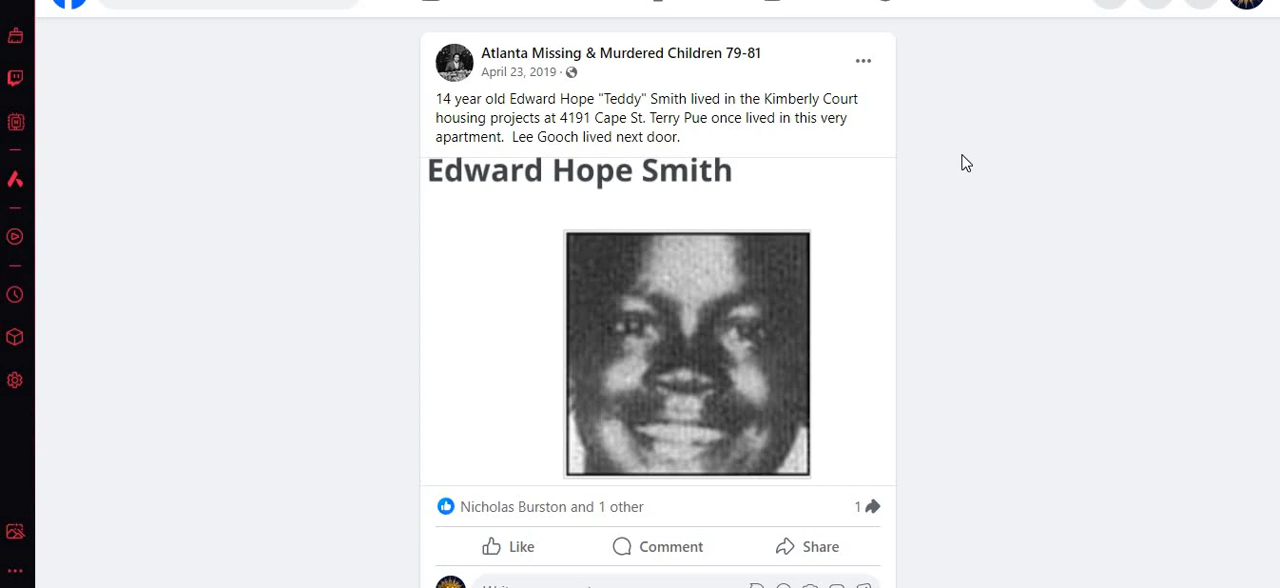 Atlanta Missing & Murdered Children 79-81
April 23, 2019 ·
14 year old Edward Hope "Teddy" Smith lived in the Kimberly Court
housing projects at 4191 Cape St. Terry Pue once lived in this very
apartment.  Lee Gooch lived next door.
Edward Hope Smith
Nicholas Burston and 1 other
1
Like
Comment
Share